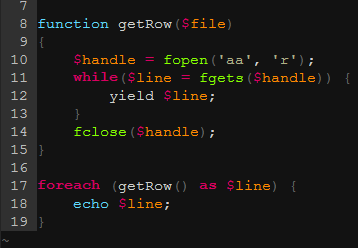 7
8 function getRow($file)
9 {
10     $handle = fopen('aa', 'r');
11     while($line = fgets($handle)) {
12         yield $line;
13     }
14     fclose($handle);
15 }
16
17 foreach (getRow() as $line) {
18     echo $line;
19 }
~